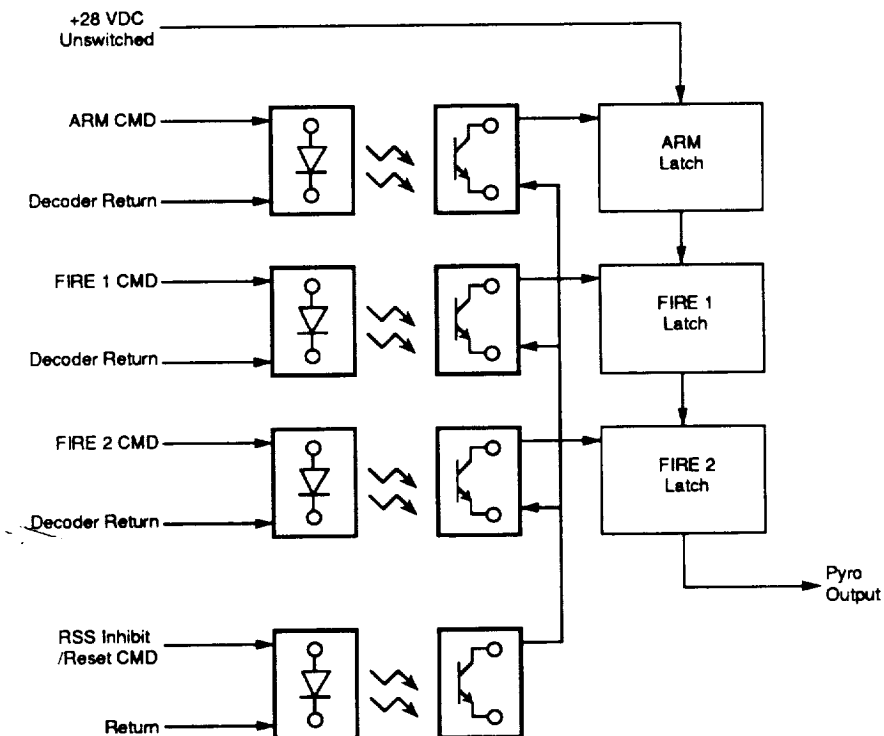 +28 VDC
Unswitched
ARM CMD
Decoder Return
ARM
Latch
FIRE 1 CMD
Decoder Return
FIRE 1
Latch
FIRE 2 CMD
Decoder Return
FIRE 2
Latch
Pyro
Output
RSS Inhibit
/Reset CMD
Return